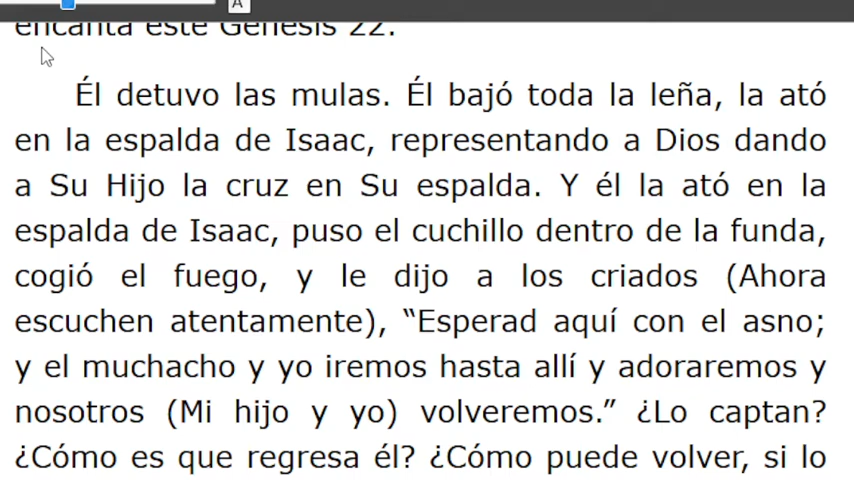 A
encanta este Génesis 22.
Él detuvo las mulas. Él bajó toda la leña, la ató
en la espalda de Isaac, representando a Dios dando
a Su Hijo la cruz en Su espalda. Y él la ató en la
espalda de Isaac, puso el cuchillo dentro de la funda,
cogió el fuego, y le dijo a los criados (Ahora
escuchen atentamente), “Esperad aquí con el asno;
y el muchacho y yo iremos hasta allí y adoraremos y
nosotros (Mi hijo y yo) volveremos.” ¿Lo captan?
¿Cómo es que regresa él? ¿Cómo puede volver, si lo